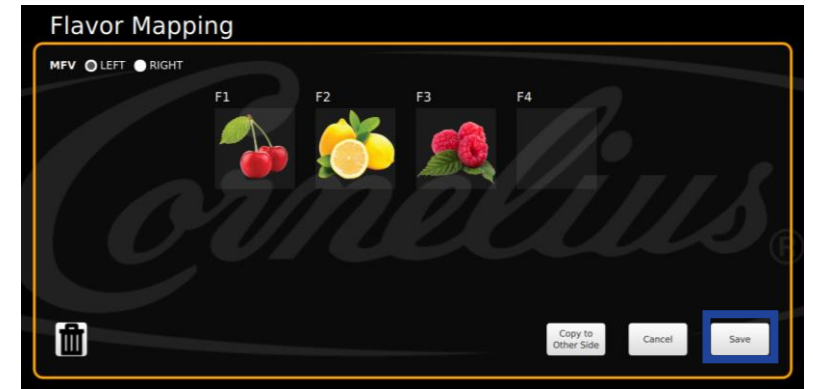 Flavor Mapping
MFV LEFT RIGHT
F1 F2 F3 F4
Cornelius®
Copy to
Other Side
Cancel
Save